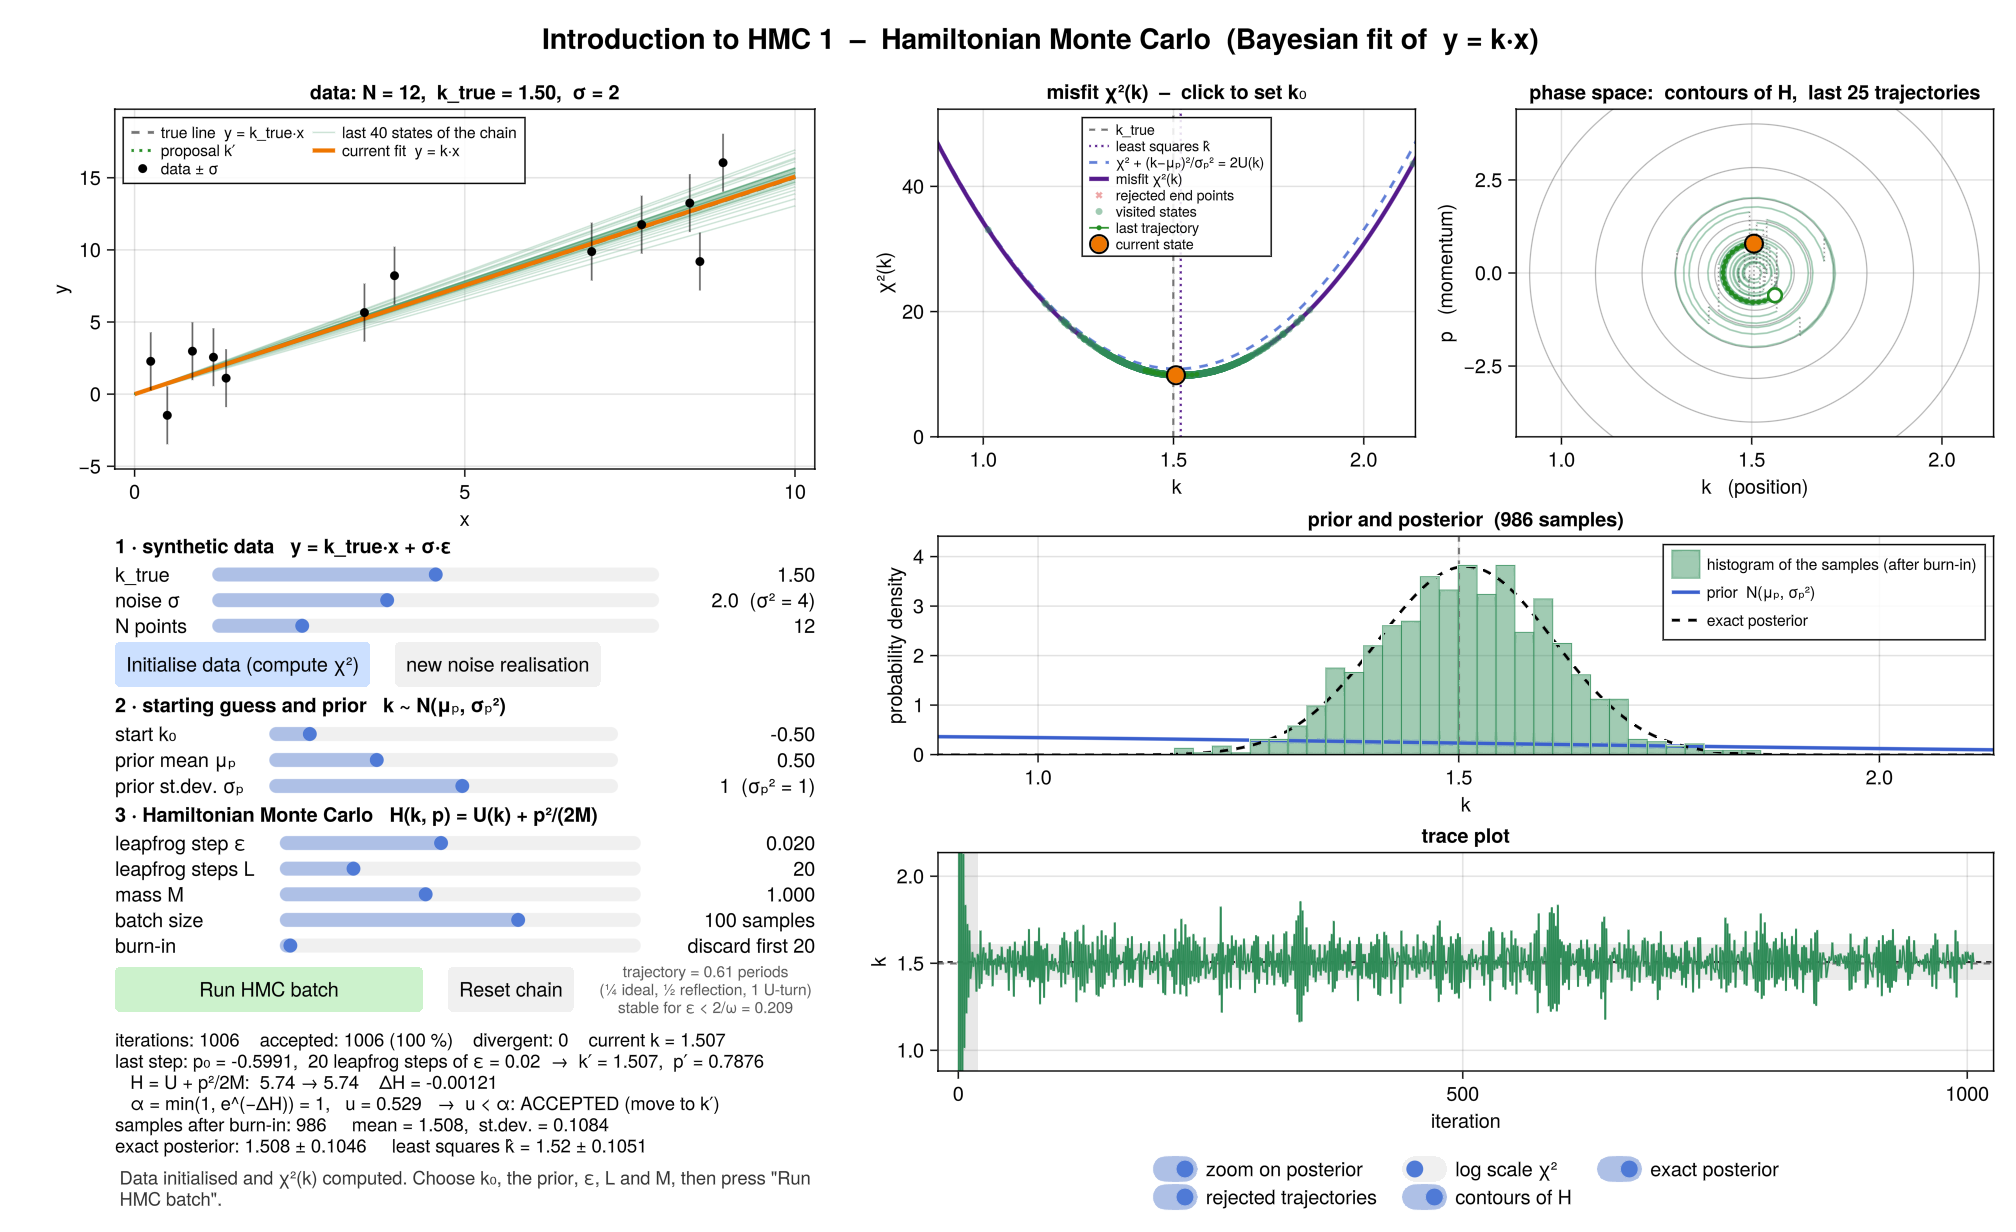 Introduction to HMC 1 – Hamiltonian Monte Carlo (Bayesian fit of y = k·x)
data: N = 12, k_true = 1.50, σ = 2
true line y = k_true·x
last 40 states of the chain
proposal k′
current fit y = k·x
data ± σ
15
10
5
0
−5
y
0
5
10
x
misfit χ²(k) – click to set k₀
k_true
least squares k̂
χ² + (k−μₚ)²/σₚ² = 2U(k)
misfit χ²(k)
rejected end points
visited states
last trajectory
current state
40
20
0
χ²(k)
1.0
1.5
2.0
k
phase space: contours of H, last 25 trajectories
2.5
0.0
−2.5
p (momentum)
1.0
1.5
2.0
k (position)
1 · synthetic data y = k_true·x + σ·ε
k_true 1.50
noise σ 2.0 (σ² = 4)
N points 12
Initialise data (compute χ²)
new noise realisation
2 · starting guess and prior k ~ N(μₚ, σₚ²)
start k₀ -0.50
prior mean μₚ 0.50
prior st.dev. σₚ 1 (σₚ² = 1)
3 · Hamiltonian Monte Carlo H(k, p) = U(k) + p²/(2M)
leapfrog step ε 0.020
leapfrog steps L 20
mass M 1.000
batch size 100 samples
burn-in discard first 20
Run HMC batch
Reset chain
trajectory = 0.61 periods
(¼ ideal, ½ reflection, 1 U-turn)
stable for ε < 2/ω = 0.209
iterations: 1006 accepted: 1006 (100 %) divergent: 0 current k = 1.507
last step: p₀ = -0.5991, 20 leapfrog steps of ε = 0.02 → k′ = 1.507, p′ = 0.7876
H = U + p²/2M: 5.74 → 5.74 ΔH = -0.00121
α = min(1, e^(−ΔH)) = 1, u = 0.529 → u < α: ACCEPTED (move to k′)
samples after burn-in: 986 mean = 1.508, st.dev. = 0.1084
exact posterior: 1.508 ± 0.1046 least squares k̂ = 1.52 ± 0.1051
Data initialised and χ²(k) computed. Choose k₀, the prior, ε, L and M, then press "Run
HMC batch".
prior and posterior (986 samples)
histogram of the samples (after burn-in)
prior N(μₚ, σₚ²)
exact posterior
4
3
2
1
0
probability density
1.0
1.5
2.0
k
trace plot
2.0
1.5
1.0
k
0
500
1000
iteration
zoom on posterior
log scale χ²
exact posterior
rejected trajectories
contours of H